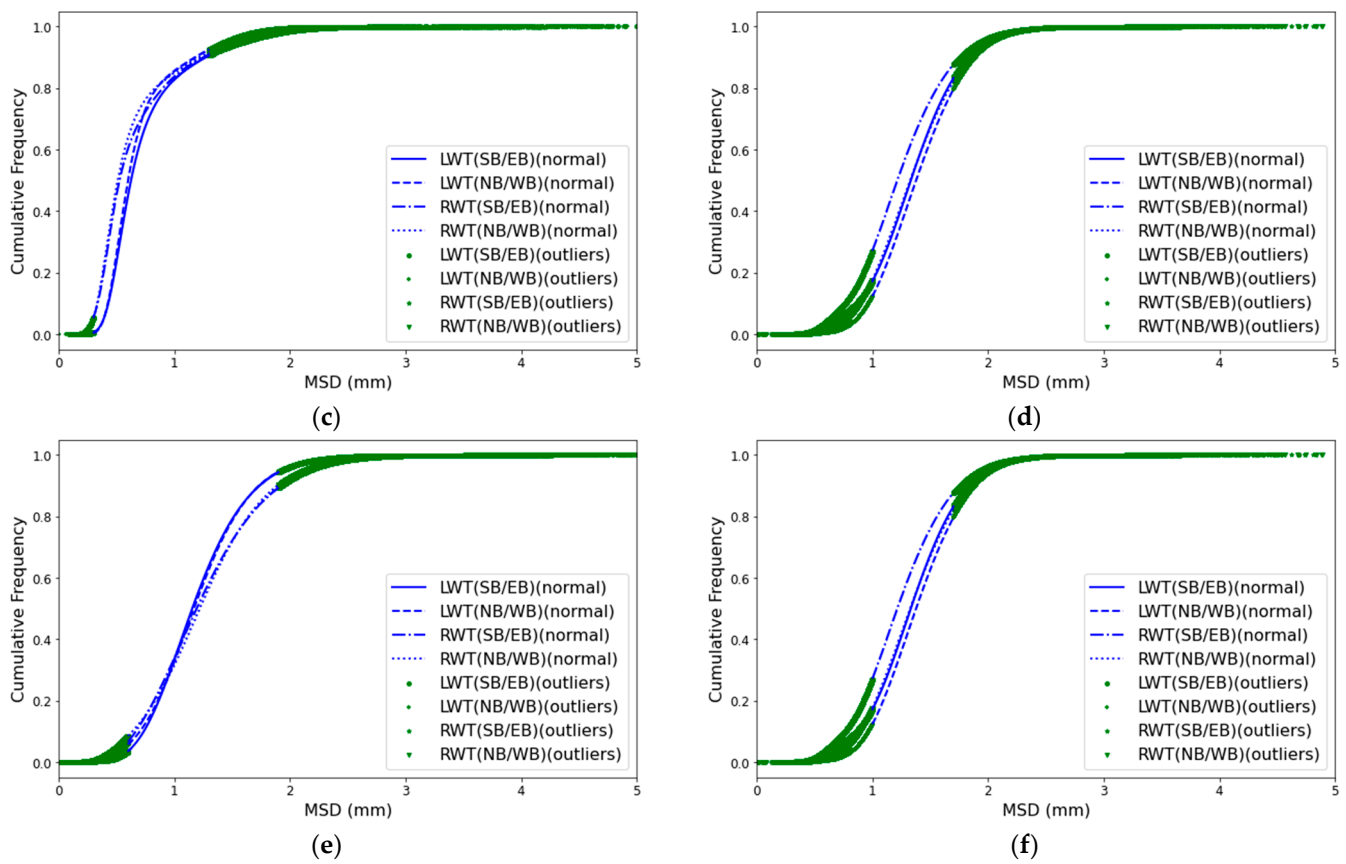 1.0
0.8
0.6
0.4
0.2
0.0
Cumulative Frequency
LWT(SB/EB)(normal)
LWT(NB/WB)(normal)
RWT(SB/EB)(normal)
RWT(NB/WB)(normal)
LWT(SB/EB)(outliers)
LWT(NB/WB)(outliers)
RWT(SB/EB)(outliers)
RWT(NB/WB)(outliers)
0 1 2 3 4 5
MSD (mm)
(c)
1.0
0.8
0.6
0.4
0.2
0.0
Cumulative Frequency
LWT(SB/EB)(normal)
LWT(NB/WB)(normal)
RWT(SB/EB)(normal)
RWT(NB/WB)(normal)
LWT(SB/EB)(outliers)
LWT(NB/WB)(outliers)
RWT(SB/EB)(outliers)
RWT(NB/WB)(outliers)
0 1 2 3 4 5
MSD (mm)
(d)
1.0
0.8
0.6
0.4
0.2
0.0
Cumulative Frequency
LWT(SB/EB)(normal)
LWT(NB/WB)(normal)
RWT(SB/EB)(normal)
RWT(NB/WB)(normal)
LWT(SB/EB)(outliers)
LWT(NB/WB)(outliers)
RWT(SB/EB)(outliers)
RWT(NB/WB)(outliers)
0 1 2 3 4 5
MSD (mm)
(e)
1.0
0.8
0.6
0.4
0.2
0.0
Cumulative Frequency
LWT(SB/EB)(normal)
LWT(NB/WB)(normal)
RWT(SB/EB)(normal)
RWT(NB/WB)(normal)
LWT(SB/EB)(outliers)
LWT(NB/WB)(outliers)
RWT(SB/EB)(outliers)
RWT(NB/WB)(outliers)
0 1 2 3 4 5
MSD (mm)
(f)